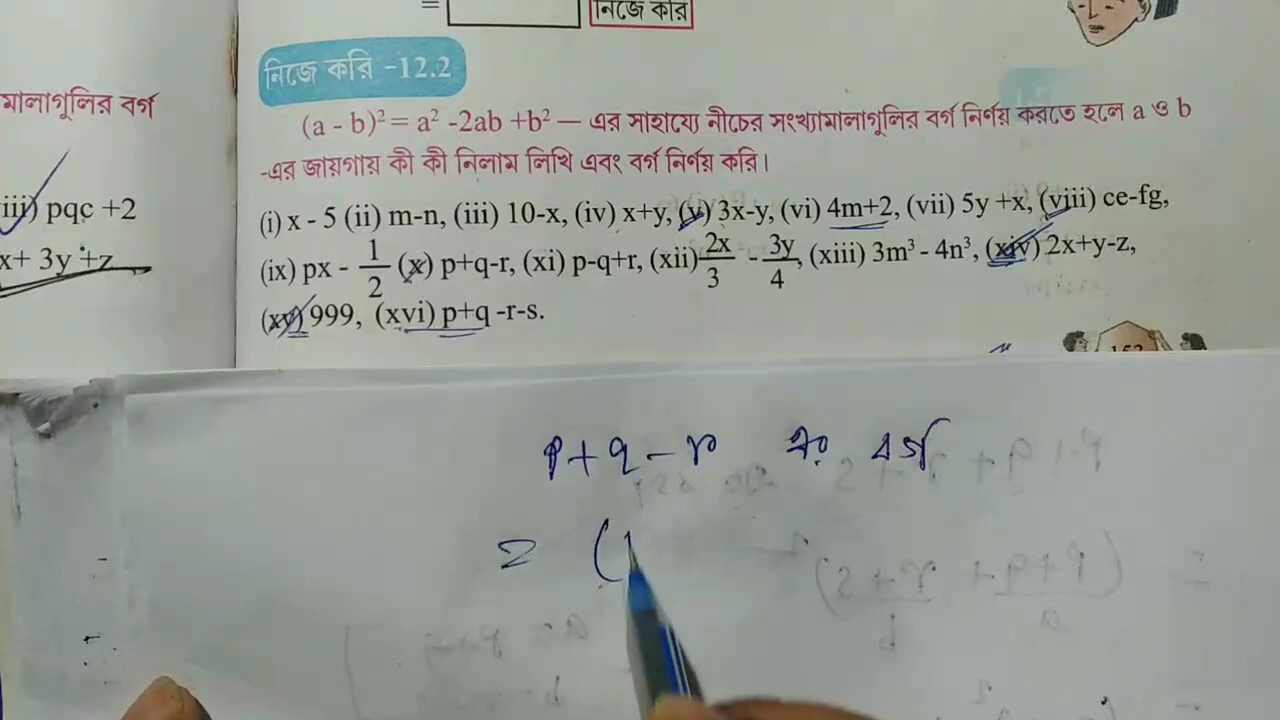 = নিজে করি
নিজে করি -12.2
মালাগুলির বর্গ
(a - b)² = a² -2ab +b² — এর সাহায্যে নীচের সংখ্যামালাগুলির বর্গ নির্ণয় করতে হলে a ও b
-এর জায়গায় কী কী নিলাম লিখি এবং বর্গ নির্ণয় করি।
iii) pqc +2
x+ 3y +z
(i) x - 5 (ii) m-n, (iii) 10-x, (iv) x+y, (v) 3x-y, (vi) 4m+2, (vii) 5y +x, (viii) ce-fg,
(ix) px - 1/2 (x) p+q-r, (xi) p-q+r, (xii) 2x/3 - 3y/4, (xiii) 3m³ - 4n³, (xiv) 2x+y-z,
(xv) 999, (xvi) p+q -r-s.
p+q-r এর বর্গ
= (